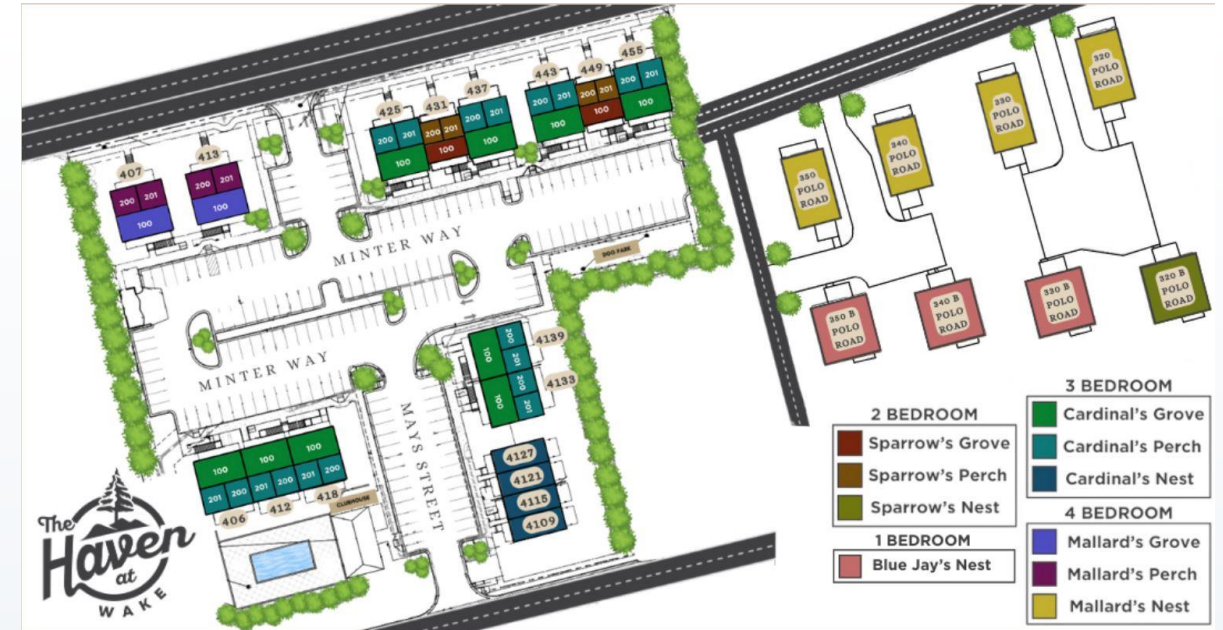 407
200 201
100
413
200 201
100
425
200 201
100
431
200 201
100
437
200 201
100
443
200 201
100
449
200 201
100
455
200 201
100
MINTER WAY
DOG PARK
MINTER WAY
MAYS STREET
100
200
201
4139
100
200
201
4133
4127
4121
4115
4109
100 100 100
201 200 200 201 201 200
406
412
418
CLUBHOUSE
350
POLO
ROAD
340
POLO
ROAD
330
POLO
ROAD
320
POLO
ROAD
350 B
POLO
ROAD
340 B
POLO
ROAD
330 B
POLO
ROAD
320 B
POLO
ROAD
The
Haven
at
WAKE
2 BEDROOM
Sparrow's Grove
Sparrow's Perch
Sparrow's Nest
1 BEDROOM
Blue Jay's Nest
3 BEDROOM
Cardinal's Grove
Cardinal's Perch
Cardinal's Nest
4 BEDROOM
Mallard's Grove
Mallard's Perch
Mallard's Nest